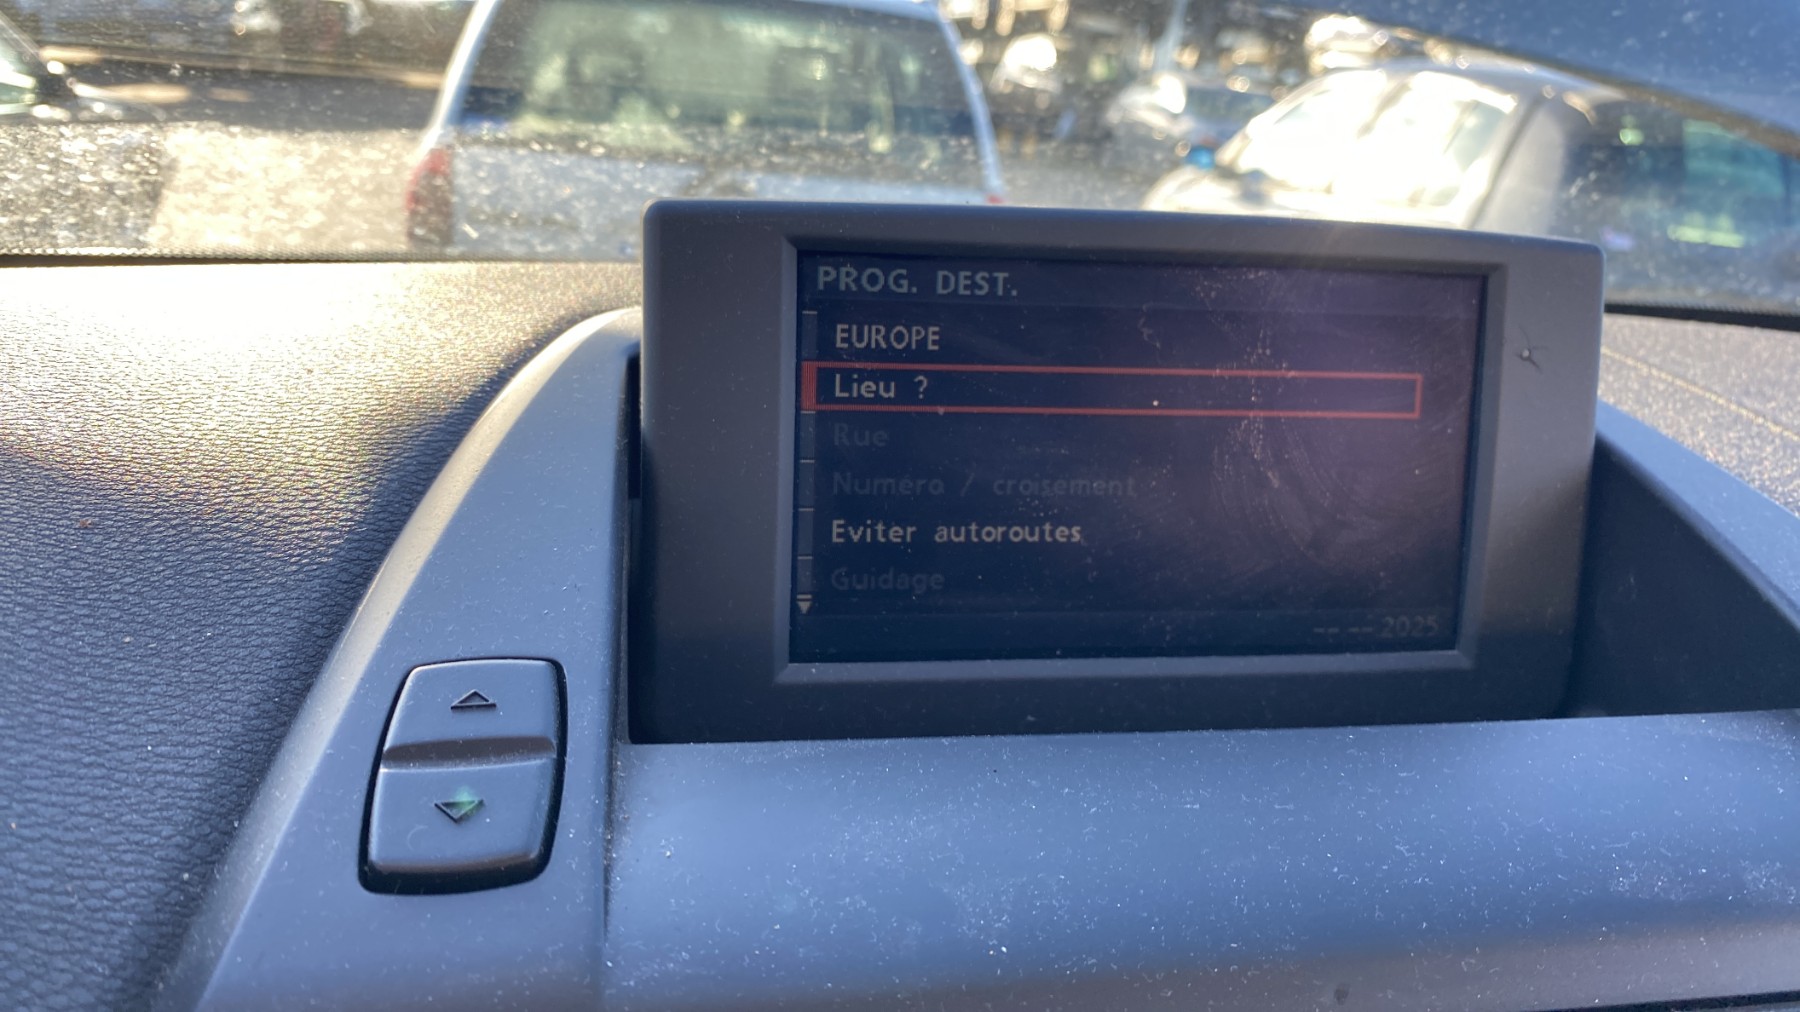 PROG. DEST.
EUROPE
Lieu ?
Rue
Numéro / croisement
Eviter autoroutes
Guidage
-- -- 2025